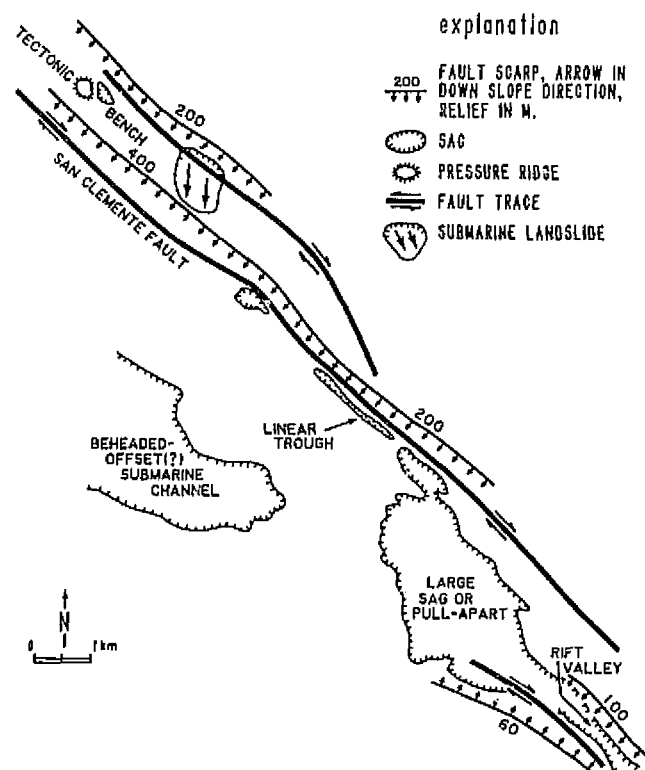 explanation
200
FAULT SCARP, ARROW IN
DOWN SLOPE DIRECTION,
RELIEF IN M.
SAG
PRESSURE RIDGE
FAULT TRACE
SUBMARINE LANDSLIDE
TECTONIC
BENCH
200
400
SAN CLEMENTE FAULT
LINEAR
TROUGH
200
BEHEADED-
OFFSET(?)
SUBMARINE
CHANNEL
LARGE
SAG OR
PULL-APART
RIFT
VALLEY
100
60
N
0 1 km